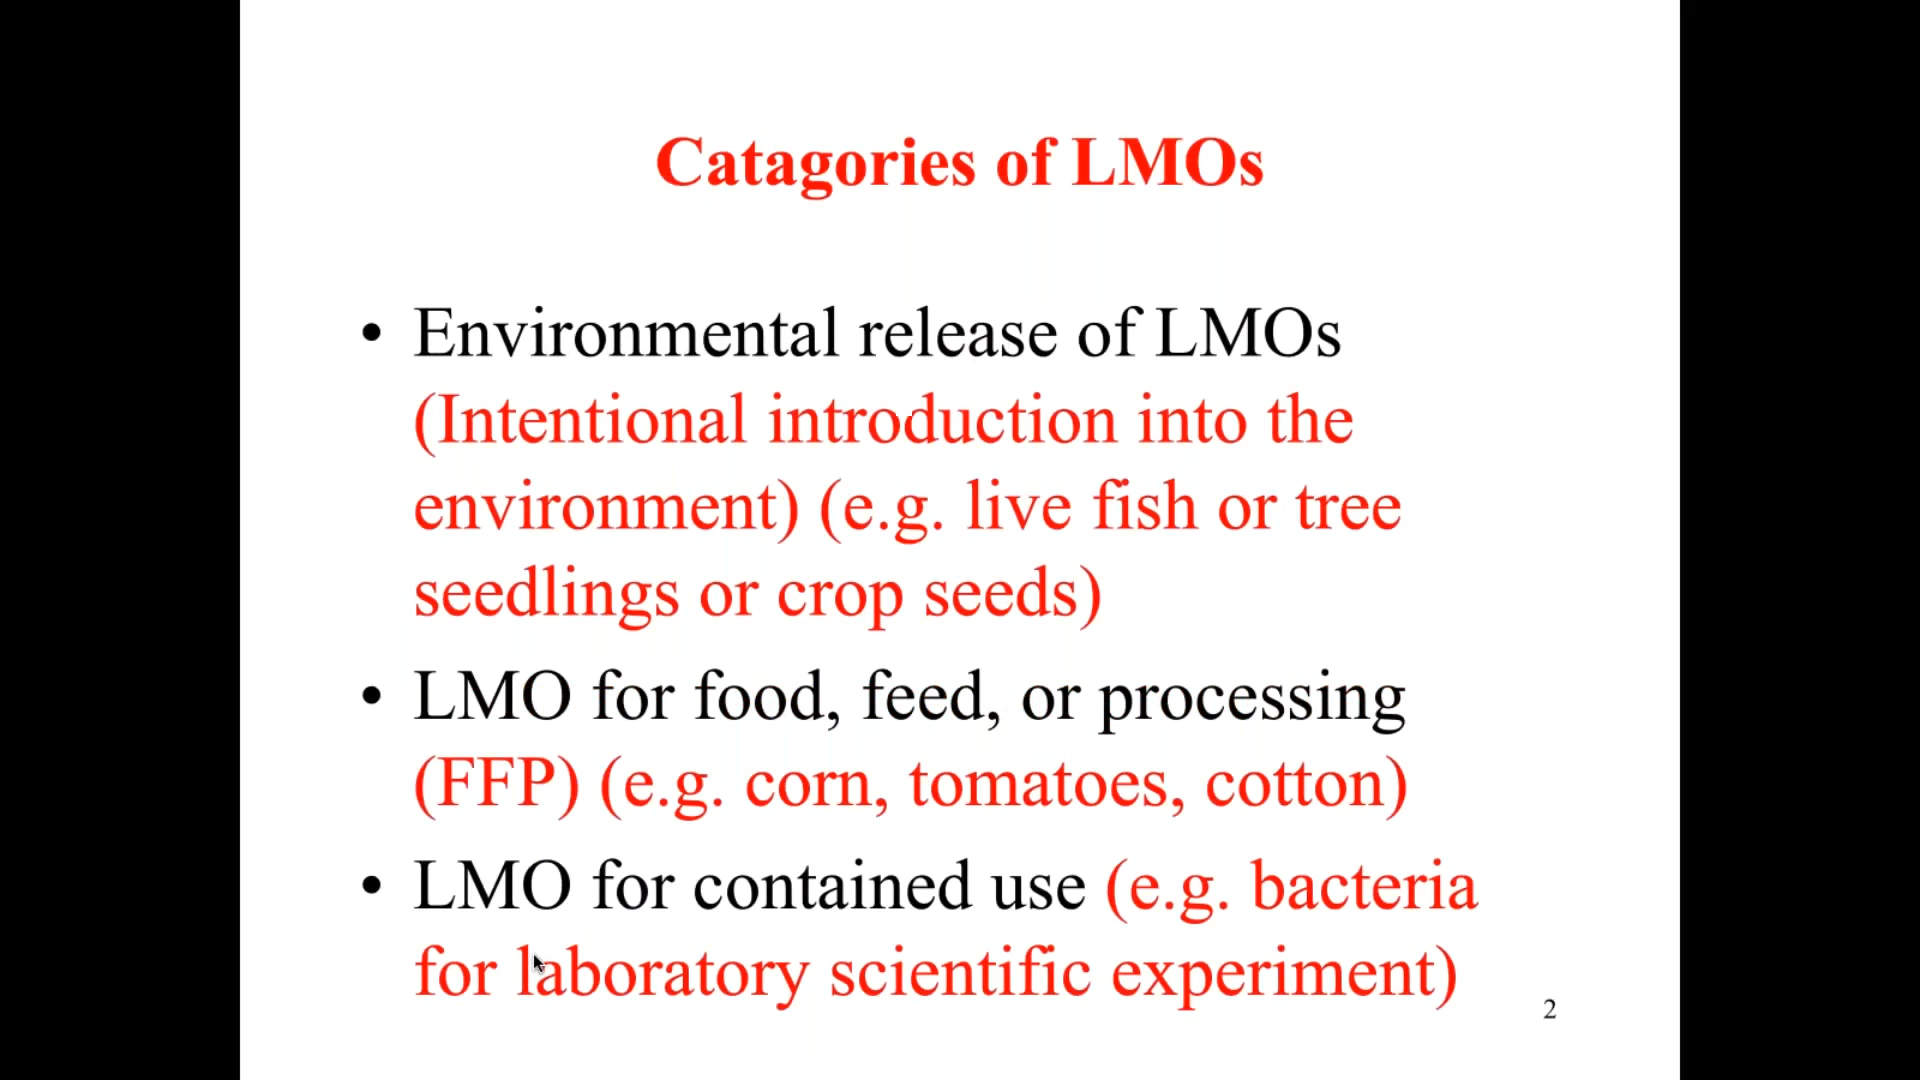 Catagories of LMOs
• Environmental release of LMOs
(Intentional introduction into the
environment) (e.g. live fish or tree
seedlings or crop seeds)
• LMO for food, feed, or processing
(FFP) (e.g. corn, tomatoes, cotton)
• LMO for contained use (e.g. bacteria
for laboratory scientific experiment)
2